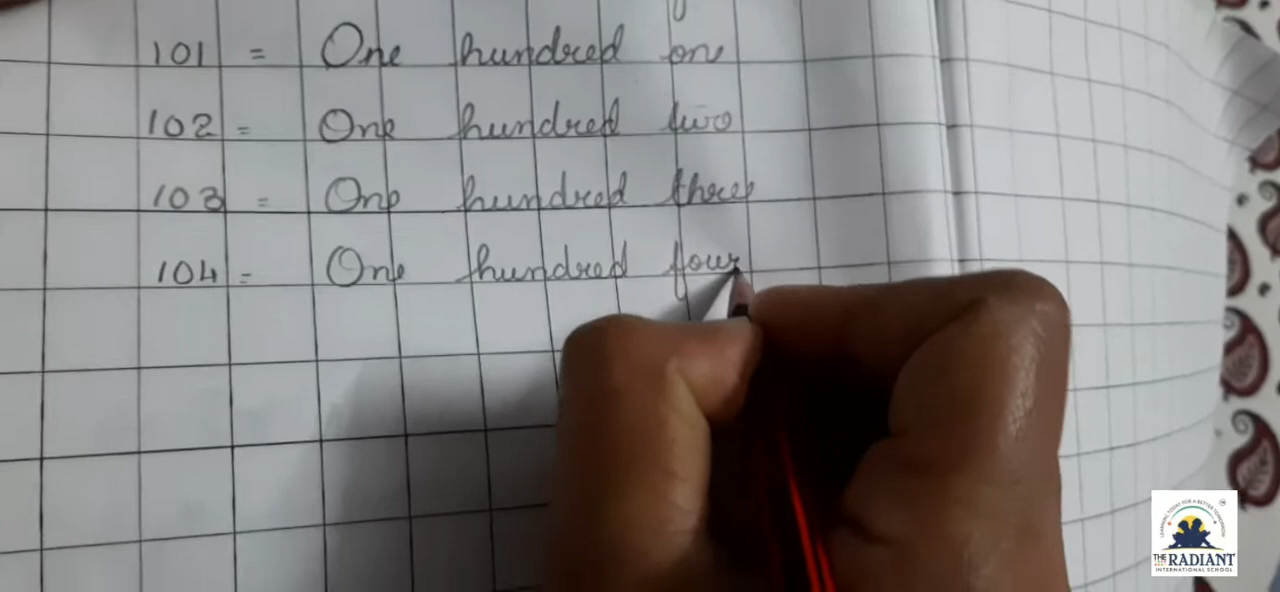 101 = One hundred one
102 = One hundred two
103 = One hundred three
104 = One hundred four
THE RADIANT
INTERNATIONAL SCHOOL